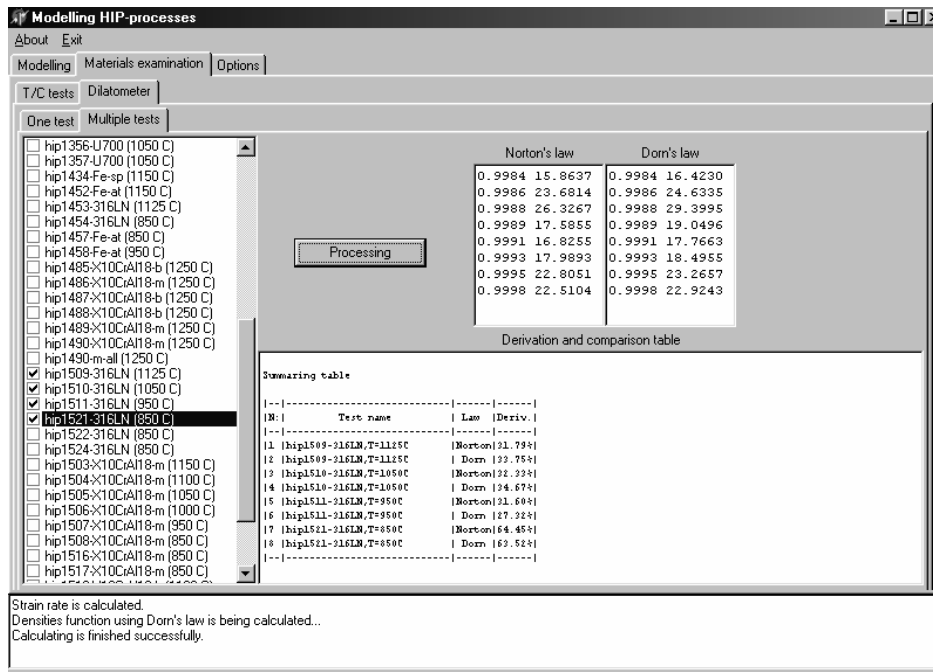 Modelling HIP-processes
About Exit
Modelling Materials examination Options
T/C tests Dilatometer
One test Multiple tests
hip1356-U700 (1050 C)
hip1357-U700 (1050 C)
hip1434-Fe-sp (1150 C)
hip1452-Fe-at (1150 C)
hip1453-316LN (1125 C)
hip1454-316LN (850 C)
hip1457-Fe-at (850 C)
hip1458-Fe-at (950 C)
hip1485-X10CrAl18-b (1250 C)
hip1486-X10CrAl18-m (1250 C)
hip1487-X10CrAl18-b (1250 C)
hip1488-X10CrAl18-b (1250 C)
hip1489-X10CrAl18-m (1250 C)
hip1490-X10CrAl18-m (1250 C)
hip1490-m-all (1250 C)
hip1509-316LN (1125 C)
hip1510-316LN (1050 C)
hip1511-316LN (950 C)
hip1521-316LN (850 C)
hip1522-316LN (850 C)
hip1524-316LN (850 C)
hip1503-X10CrAl18-m (1150 C)
hip1504-X10CrAl18-m (1100 C)
hip1505-X10CrAl18-m (1050 C)
hip1506-X10CrAl18-m (1000 C)
hip1507-X10CrAl18-m (950 C)
hip1508-X10CrAl18-m (850 C)
hip1516-X10CrAl18-m (850 C)
hip1517-X10CrAl18-m (850 C)
Processing
Norton's law Dorn's law
0.9984 15.8637 0.9984 16.4230
0.9986 23.6814 0.9986 24.6335
0.9988 26.3267 0.9988 29.3995
0.9989 17.5855 0.9989 19.0496
0.9991 16.8255 0.9991 17.7663
0.9993 17.9893 0.9993 18.4955
0.9995 22.8051 0.9995 23.2657
0.9998 22.5104 0.9998 22.9243
Derivation and comparison table
Summaring table
|--|----------------------------|------|------|
|N:| Test name | Law |Deriv.|
|--|----------------------------|------|------|
|1 |hip1509-316LN,T=1125C |Norton|31.79%|
|2 |hip1509-316LN,T=1125C | Dorn |33.75%|
|3 |hip1510-316LN,T=1050C |Norton|32.33%|
|4 |hip1510-316LN,T=1050C | Dorn |34.67%|
|5 |hip1511-316LN,T=950C |Norton|31.60%|
|6 |hip1511-316LN,T=950C | Dorn |27.32%|
|7 |hip1521-316LN,T=850C |Norton|64.45%|
|8 |hip1521-316LN,T=850C | Dorn |63.52%|
|--|----------------------------|------|------|
Strain rate is calculated.
Densities function using Dorn's law is being calculated...
Calculating is finished successfully.